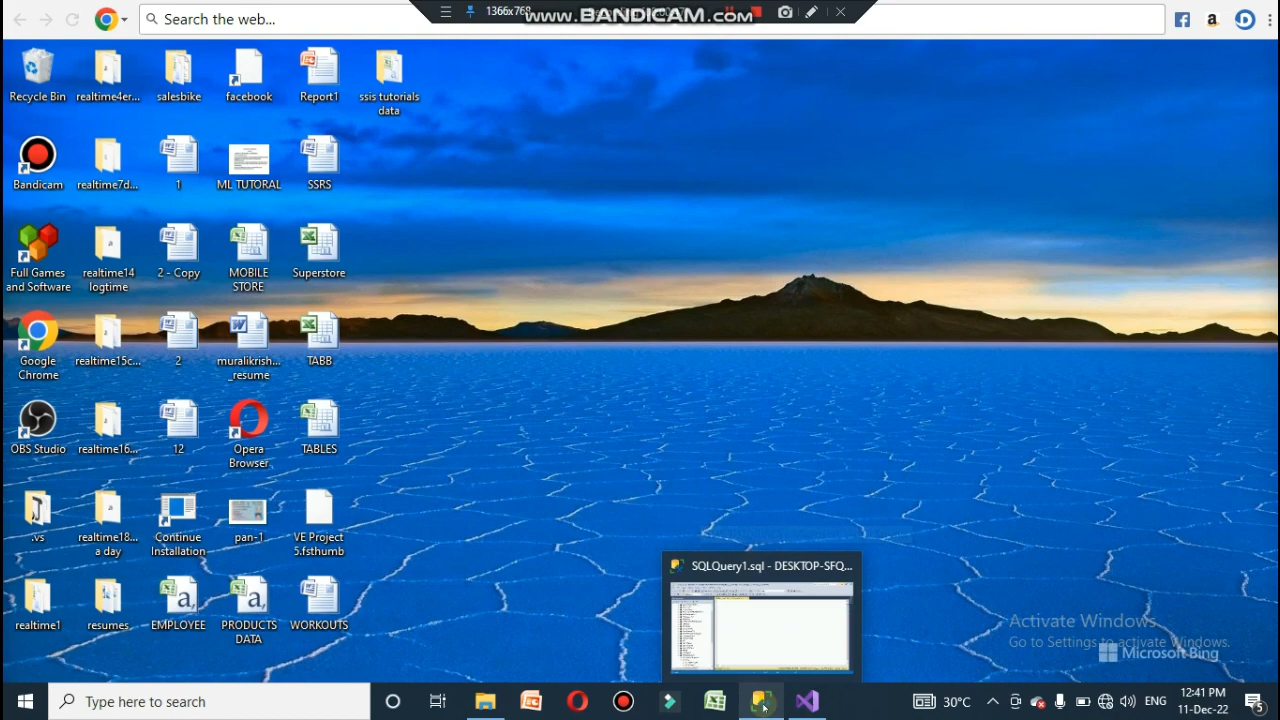 Search the web...
1366x768
www.BANDICAM.com
Recycle Bin
realtime4er...
salesbike
facebook
Report1
ssis tutorials
data
Bandicam
realtime7d...
1
ML TUTORAL
SSRS
Full Games
and Software
realtime14
logtime
2 - Copy
MOBILE
STORE
Superstore
Google
Chrome
realtime15c...
2
muralikrish...
_resume
TABB
OBS Studio
realtime16...
12
Opera
Browser
TABLES
.vs
realtime18...
a day
Continue
Installation
pan-1
VE Project
5.fsthumb
realtime1
resumes
EMPLOYEE
PRODUCTS
DATA
WORKOUTS
SQLQuery1.sql - DESKTOP-SFQ...
Activate Windows
Go to Settings to activate Windows.
Microsoft Bing
Type here to search
30°C
ENG
12:41 PM
11-Dec-22
5